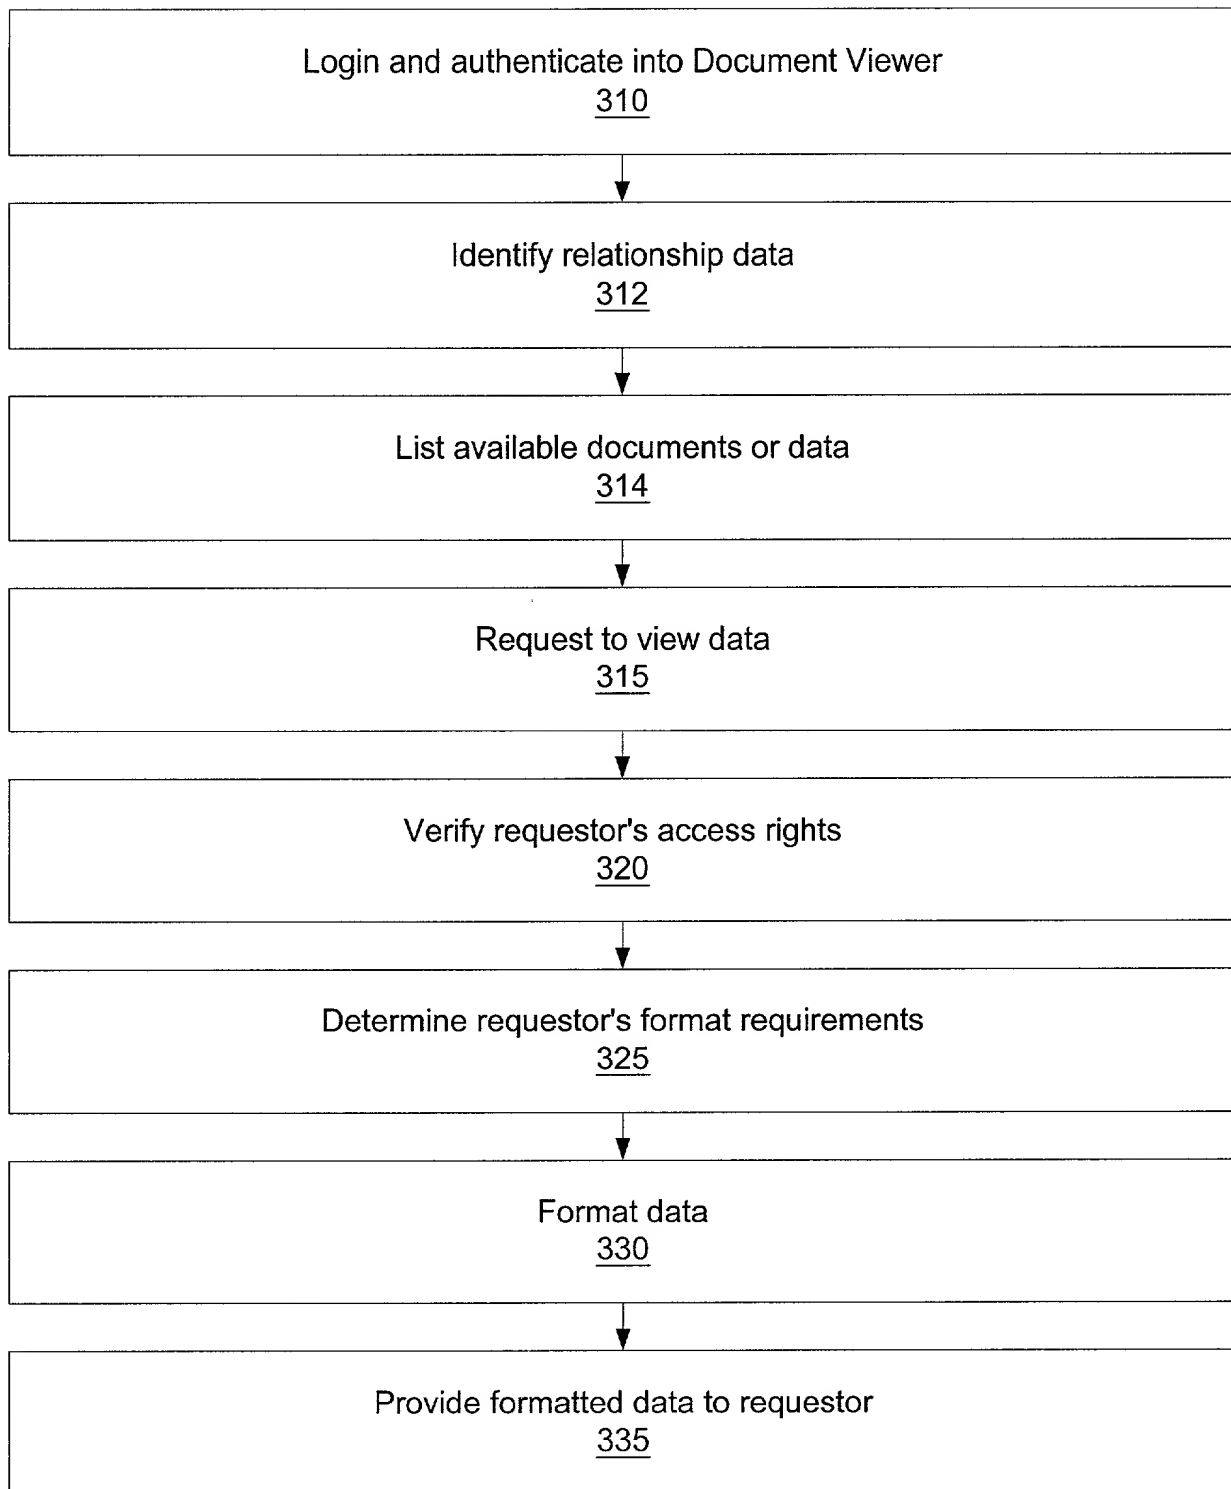 Login and authenticate into Document Viewer
310
Identify relationship data
312
List available documents or data
314
Request to view data
315
Verify requestor's access rights
320
Determine requestor's format requirements
325
Format data
330
Provide formatted data to requestor
335